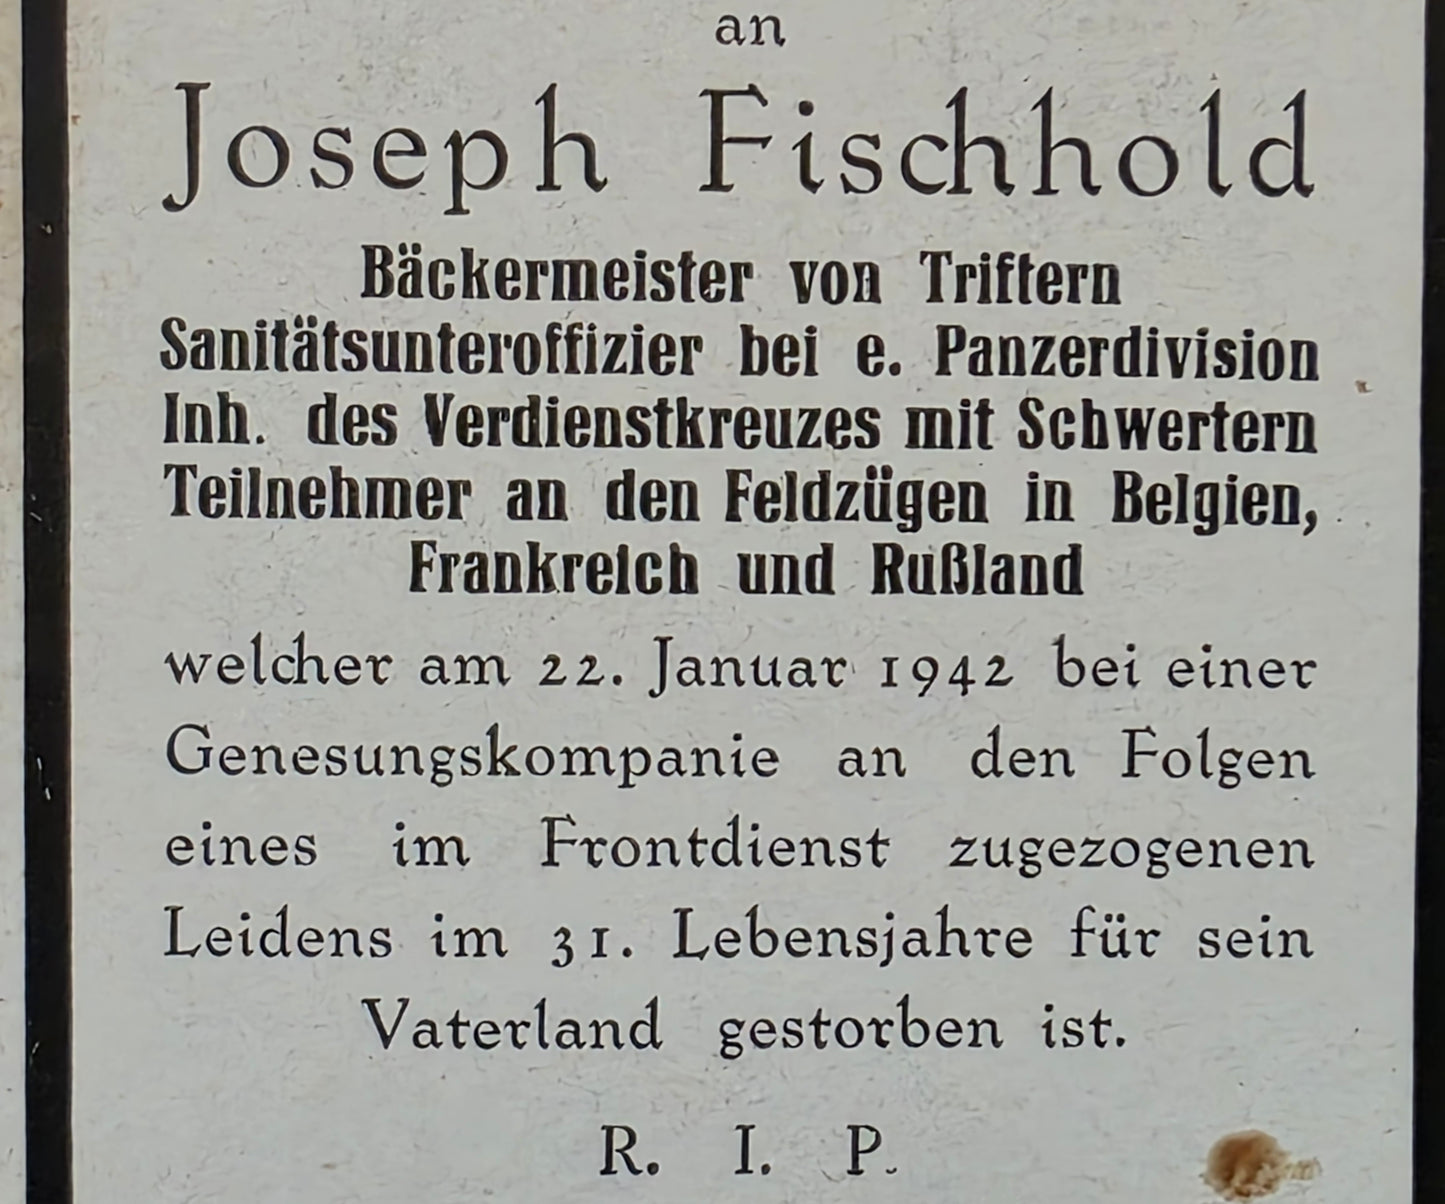 an
Joseph Fischhold
Bäckermeister von Triftern
Sanitätsunteroffizier bei e. Panzerdivision
Inh. des Verdienstkreuzes mit Schwertern
Teilnehmer an den Feldzügen in Belgien,
Frankreich und Rußland
welcher am 22. Januar 1942 bei einer
Genesungskompanie an den Folgen
eines im Frontdienst zugezogenen
Leidens im 31. Lebensjahre für sein
Vaterland gestorben ist.
R. I. P.